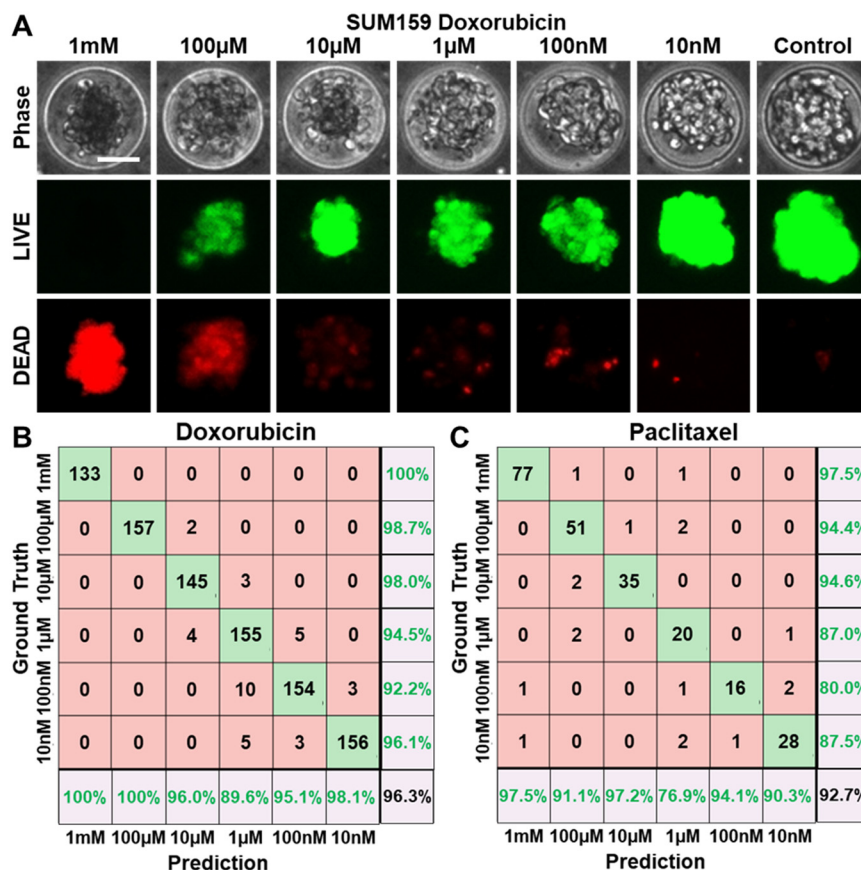 A
SUM159 Doxorubicin
1mM 100µM 10µM 1µM 100nM 10nM Control
Phase
LIVE
DEAD
B
Doxorubicin
Ground Truth
1mM 133 0 0 0 0 0 100%
100µM 0 157 2 0 0 0 98.7%
10µM 0 0 145 3 0 0 98.0%
1µM 0 0 4 155 5 0 94.5%
100nM 0 0 0 10 154 3 92.2%
10nM 0 0 0 5 3 156 96.1%
100% 100% 96.0% 89.6% 95.1% 98.1% 96.3%
1mM 100µM 10µM 1µM 100nM 10nM
Prediction
C
Paclitaxel
Ground Truth
1mM 77 1 0 1 0 0 97.5%
100µM 0 51 1 2 0 0 94.4%
10µM 0 2 35 0 0 0 94.6%
1µM 0 2 0 20 0 1 87.0%
100nM 1 0 0 1 16 2 80.0%
10nM 1 0 0 2 1 28 87.5%
97.5% 91.1% 97.2% 76.9% 94.1% 90.3% 92.7%
1mM 100µM 10µM 1µM 100nM 10nM
Prediction